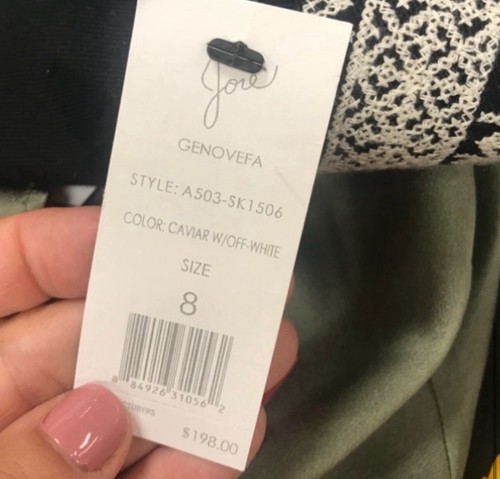 Joie
GENOVEFA
STYLE: A503-SK1506
COLOR: CAVIAR W/OFF-WHITE
SIZE
8
8 84926 31056 2
$198.00